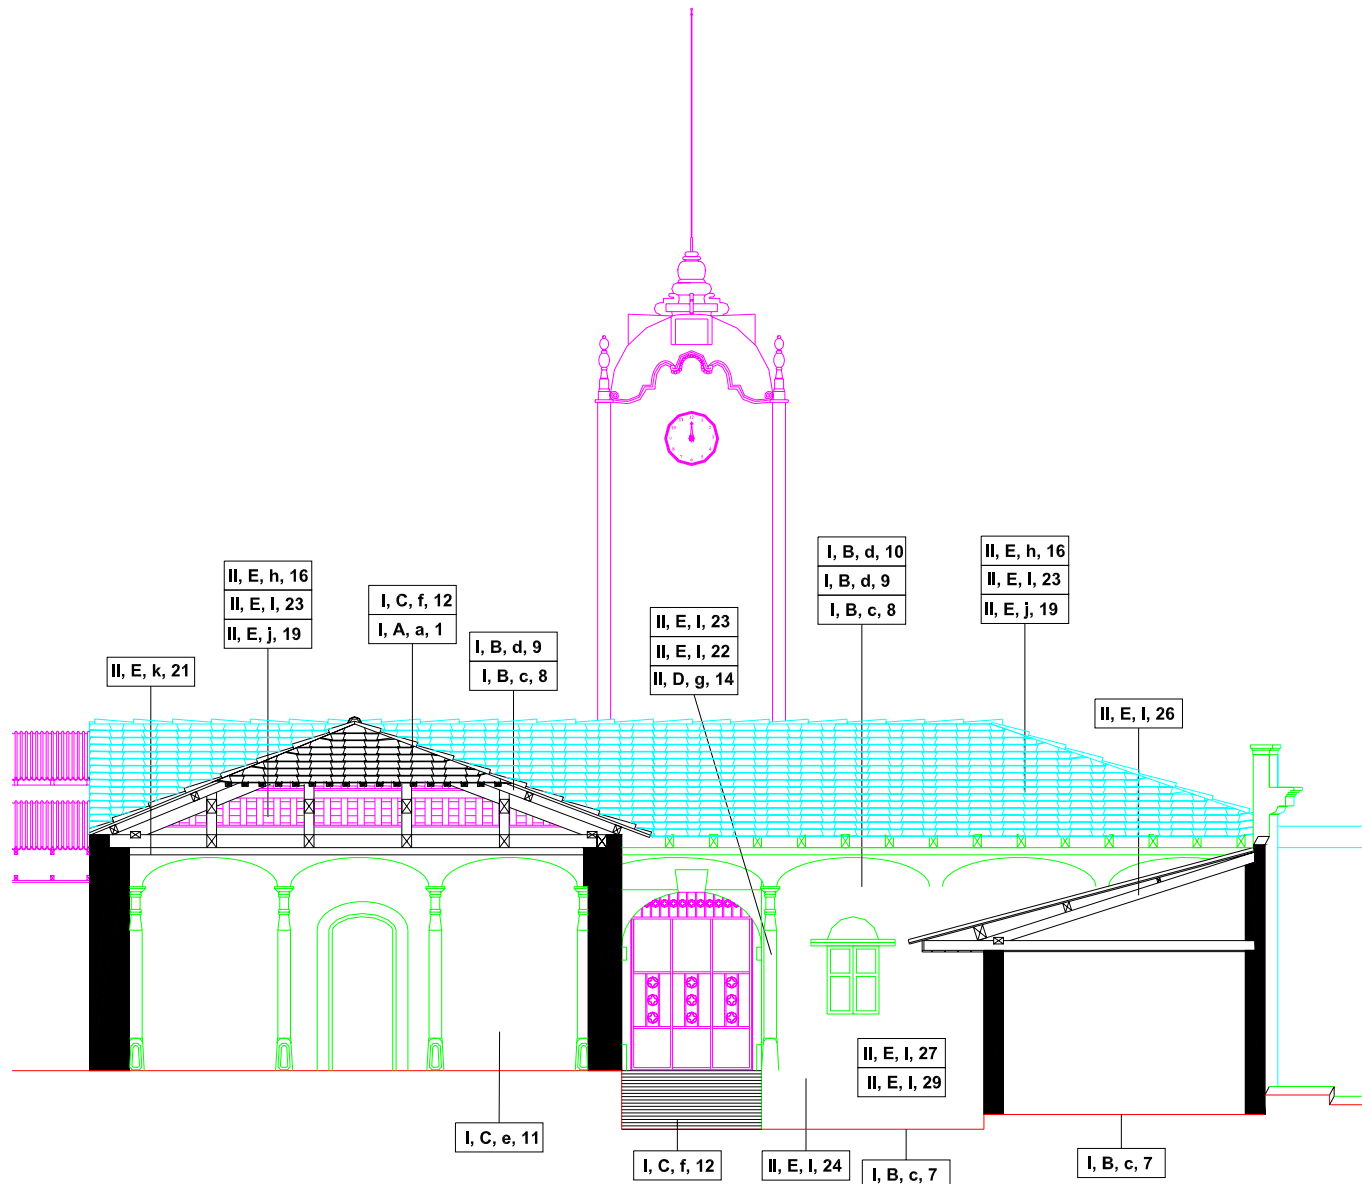 I, B, d, 10
I, B, d, 9
I, B, c, 8
II, E, h, 16
II, E, I, 23
II, E, j, 19
II, E, h, 16
II, E, I, 23
II, E, j, 19
I, C, f, 12
I, A, a, 1
II, E, I, 23
II, E, I, 22
II, D, g, 14
I, B, d, 9
I, B, c, 8
II, E, k, 21
II, E, I, 26
II, E, I, 27
II, E, I, 29
I, C, e, 11
I, C, f, 12
II, E, I, 24
I, B, c, 7
I, B, c, 7